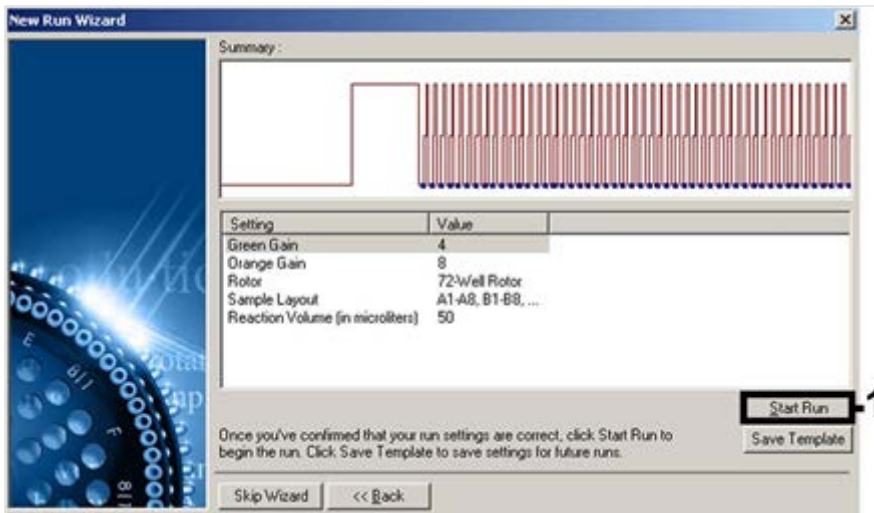 New Run Wizard
Summary :
Setting Value
Green Gain 4
Orange Gain 8
Rotor 72-Well Rotor
Sample Layout A1-A8, B1-B8, ...
Reaction Volume (in microliters) 50
Start Run
1
Once you've confirmed that your run settings are correct, click Start Run to
begin the run. Click Save Template to save settings for future runs.
Save Template
Skip Wizard
<< Back
E
F